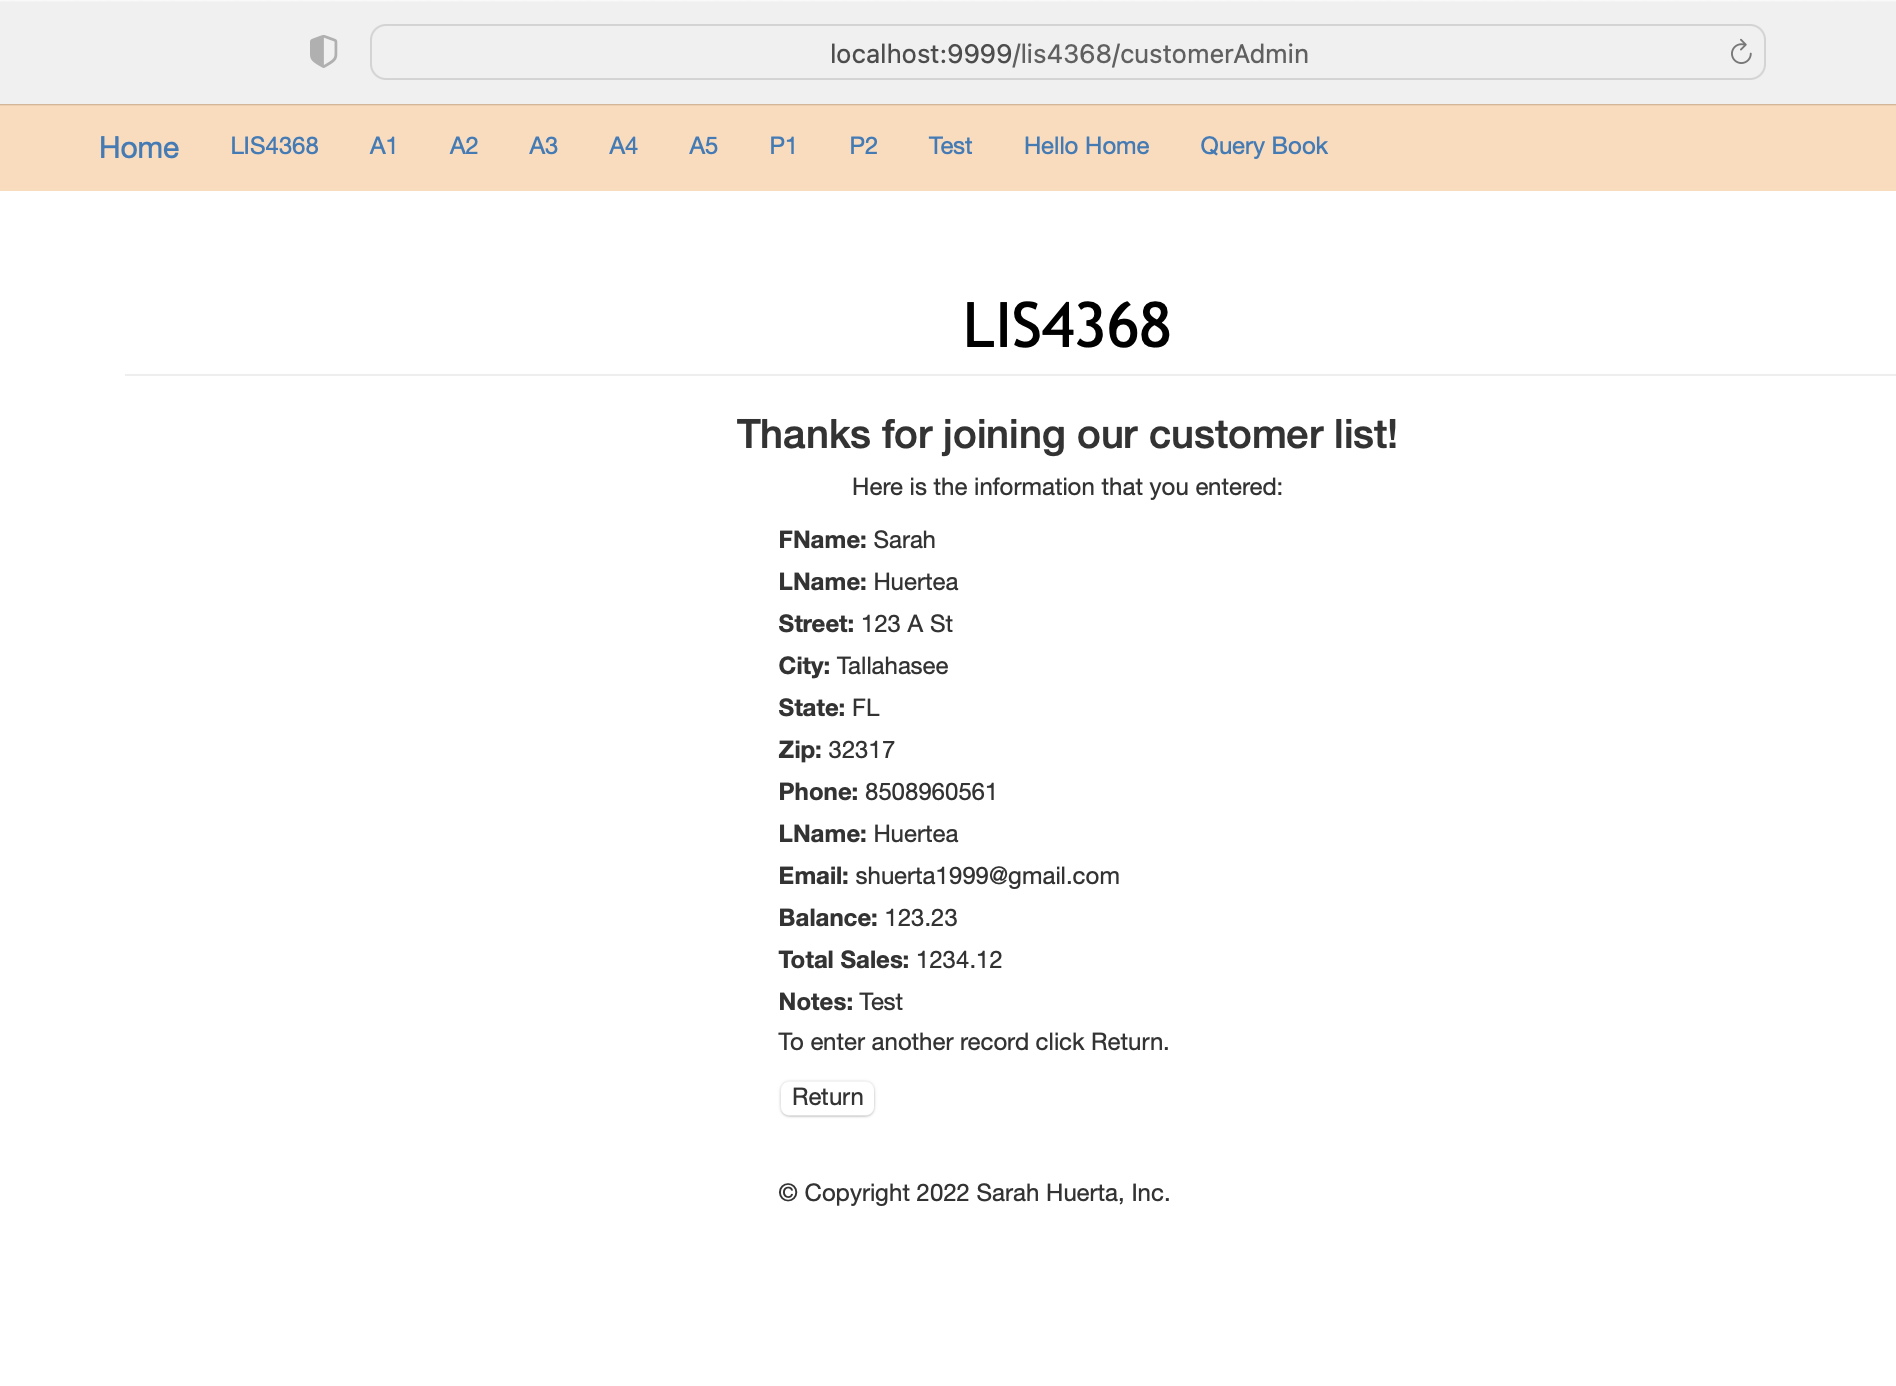 localhost:9999/lis4368/customerAdmin
Home LIS4368 A1 A2 A3 A4 A5 P1 P2 Test Hello Home Query Book
LIS4368
Thanks for joining our customer list!
Here is the information that you entered:
FName: Sarah
LName: Huertea
Street: 123 A St
City: Tallahasee
State: FL
Zip: 32317
Phone: 8508960561
LName: Huertea
Email: shuerta1999@gmail.com
Balance: 123.23
Total Sales: 1234.12
Notes: Test
To enter another record click Return.
Return
© Copyright 2022 Sarah Huerta, Inc.